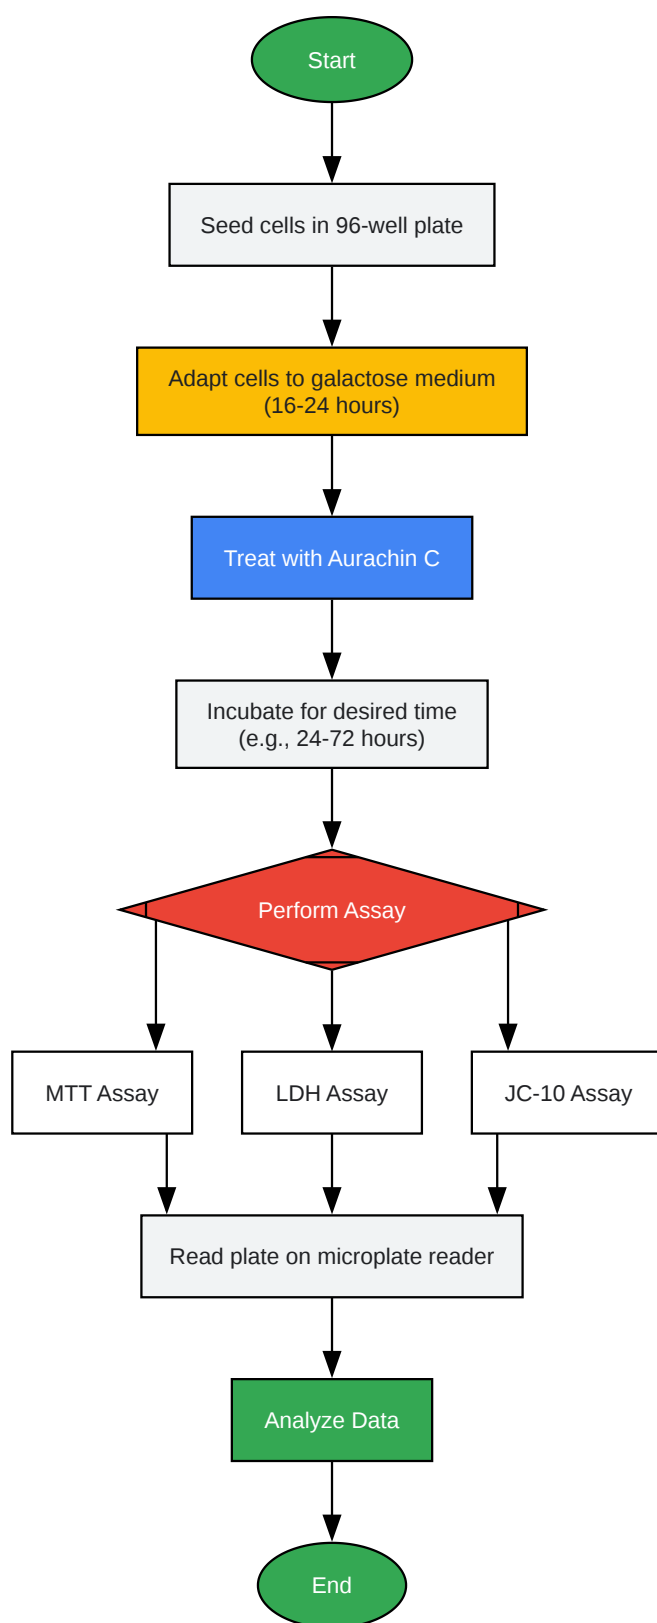 Start
Seed cells in 96-well plate
Adapt cells to galactose medium
(16-24 hours)
Treat with Aurachin C
Incubate for desired time
(e.g., 24-72 hours)
Perform Assay
MTT Assay
LDH Assay
JC-10 Assay
Read plate on microplate reader
Analyze Data
End